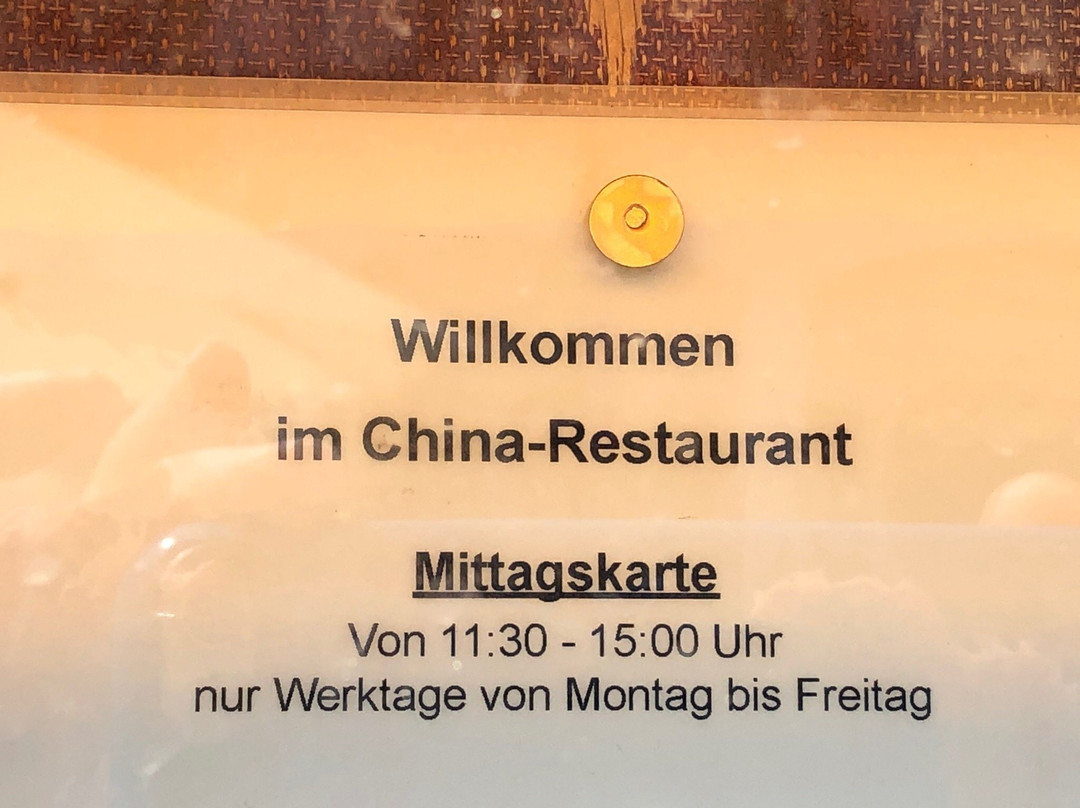 Willkommen
im China-Restaurant
Mittagskarte
Von 11:30 - 15:00 Uhr
nur Werktage von Montag bis Freitag